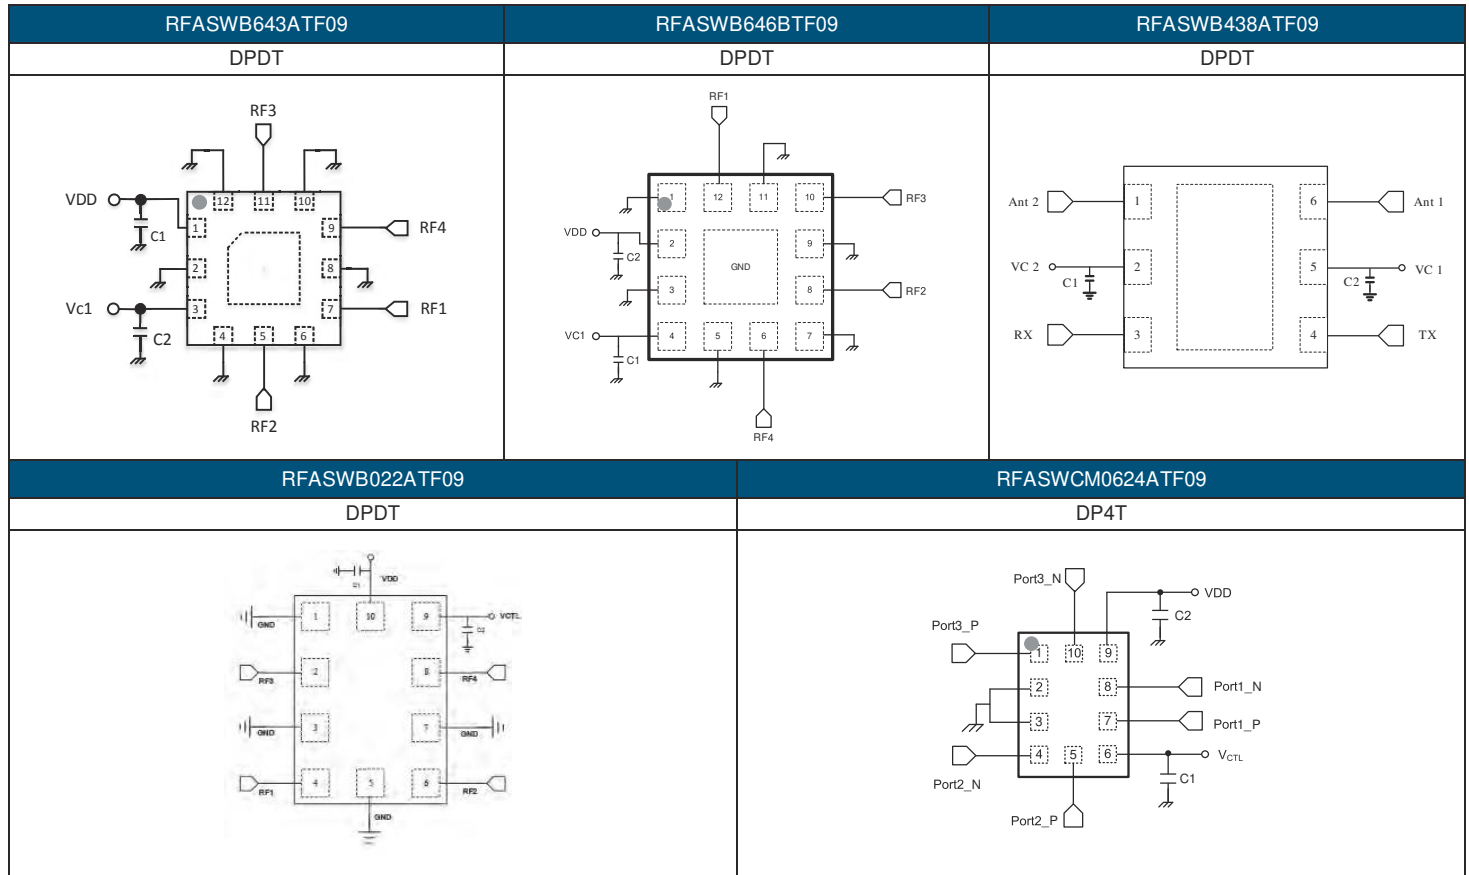 RFASWB643ATF09
RFASWB646BTF09
RFASWB438ATF09
DPDT
DPDT
DPDT
RF3
VDD
C1
12
11
10
1
9
RF4
2
8
Vc1
3
7
RF1
C2
4
5
6
RF2
RF1
1
12
11
10
RF3
VDD
C2
2
GND
9
3
8
RF2
VC1
C1
4
5
6
7
RF4
Ant 2
1
6
Ant 1
VC 2
C1
2
5
C2
VC 1
RX
3
4
TX
RFASWB022ATF09
RFASWCM0624ATF09
DPDT
DP4T
C1
VDD
1
10
9
VCTL
GND
C2
2
8
RF3
RF4
3
7
GND
GND
4
5
6
RF1
RF2
GND
Port3_N
VDD
C2
Port3_P
1
10
9
2
8
Port1_N
3
7
Port1_P
4
5
6
VCTL
Port2_N
C1
Port2_P